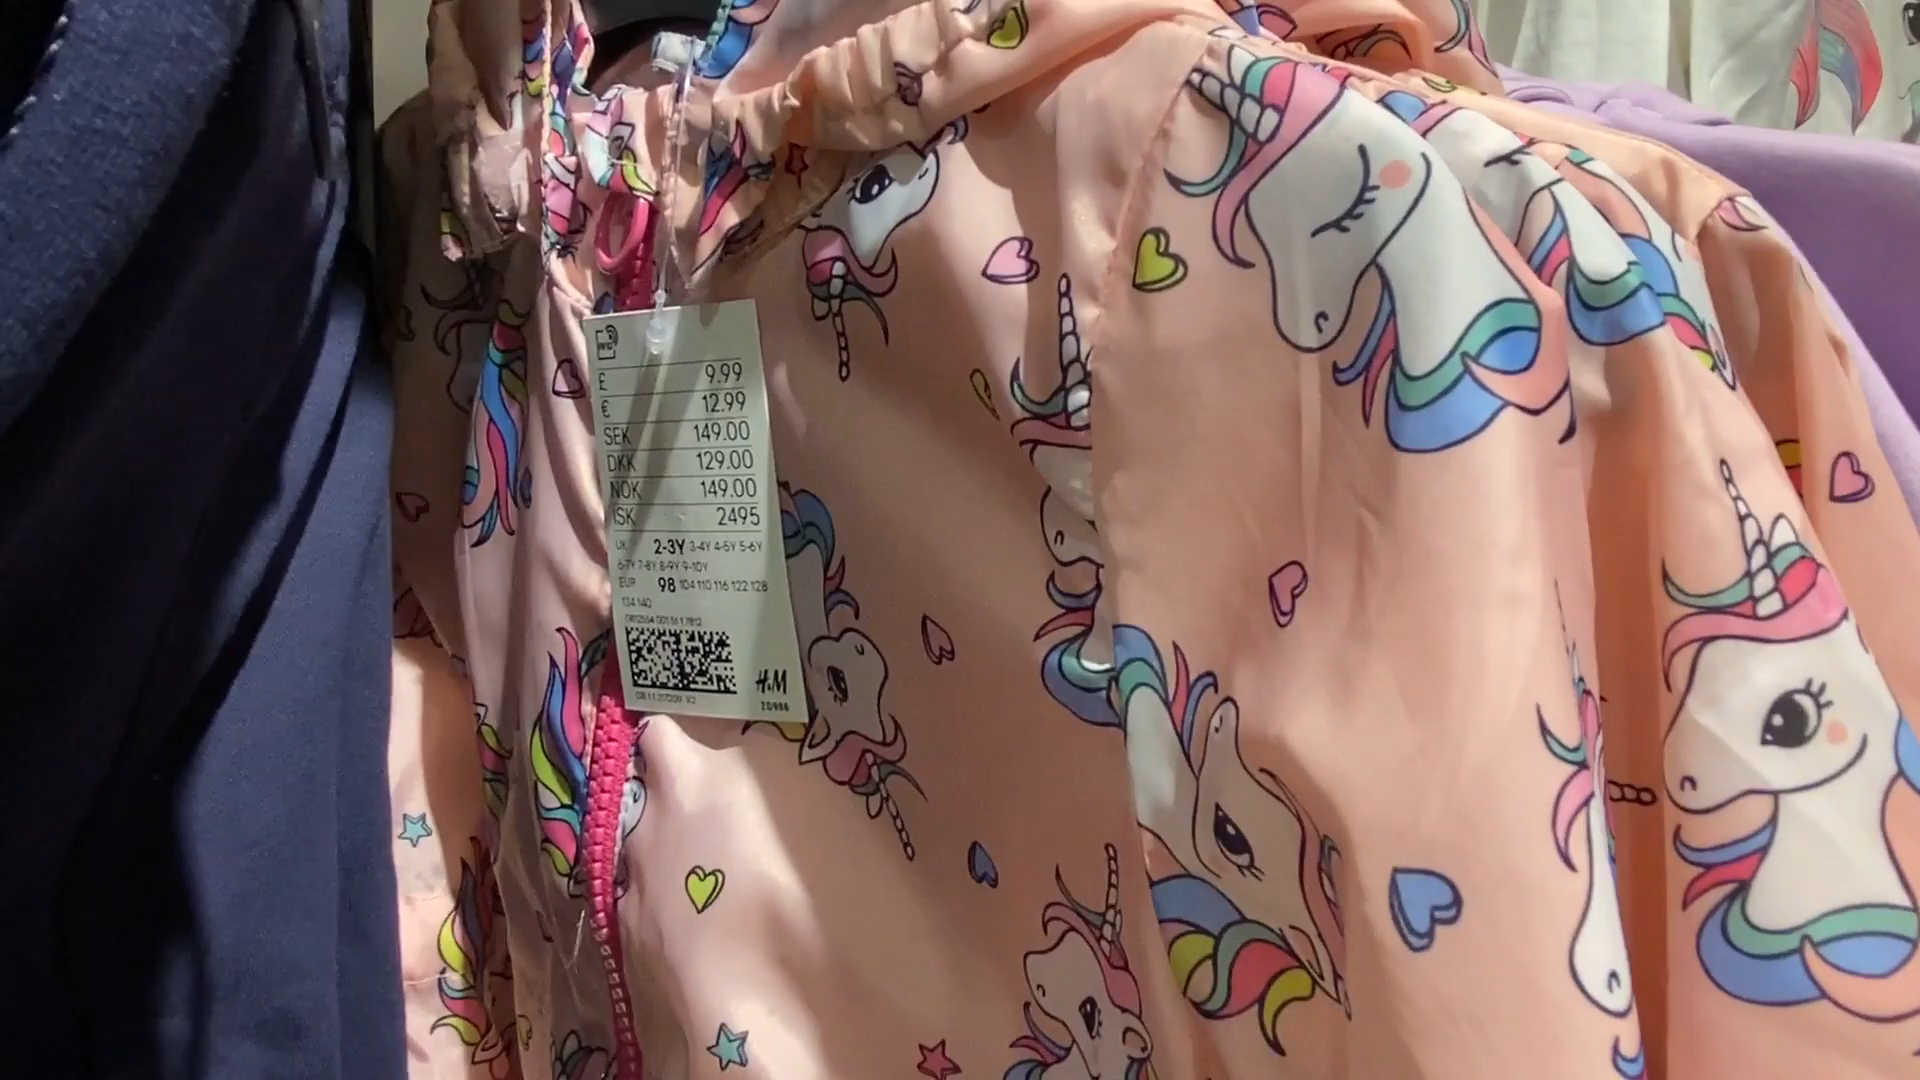 £ 9.99
€ 12.99
SEK 149.00
DKK 129.00
NOK 149.00
ISK 2495
UK 2-3Y 3-4Y 4-5Y 5-6Y
6-7Y 7-8Y 8-9Y 9-10Y
EUR 98 104 110 116 122 128
134 140
H&M